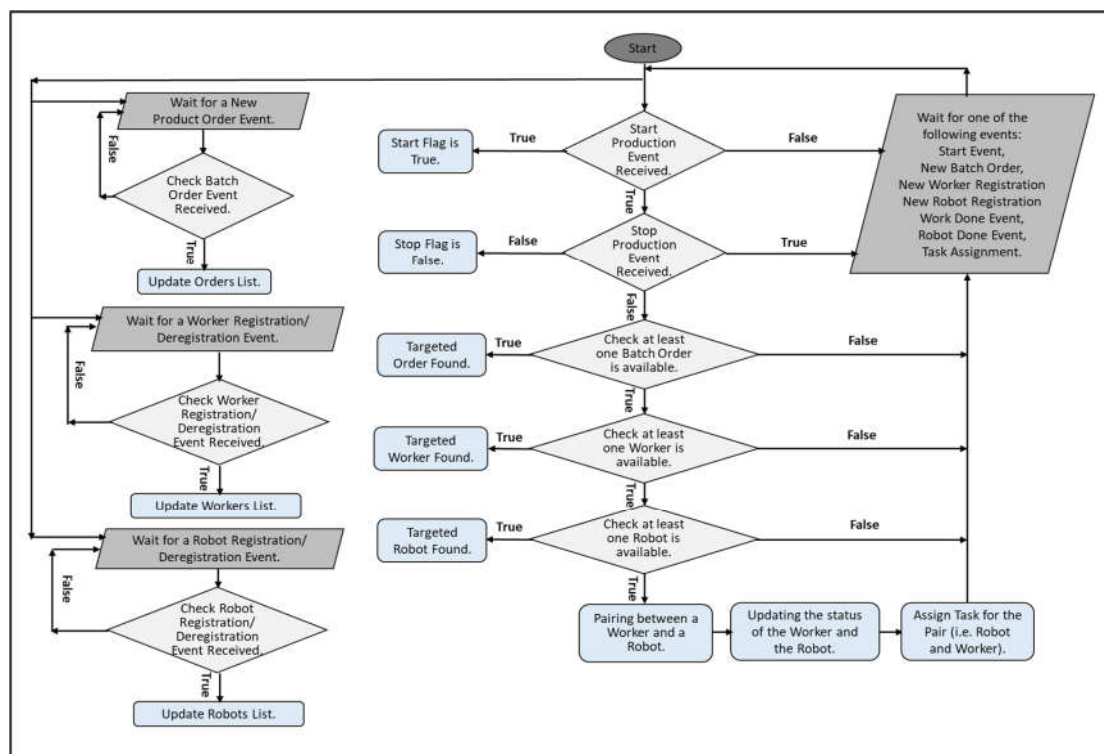 Start
Wait for a New
Product Order Event.
False
Check Batch
Order Event
Received.
True
Update Orders List.
Wait for a Worker Registration/
Deregistration Event.
False
Check Worker
Registration/
Deregistration
Event Received.
True
Update Workers List.
Wait for a Robot Registration/
Deregistration Event.
False
Check Robot
Registration/
Deregistration
Event Received.
True
Update Robots List.
Start Flag is
True.
True
Start
Production
Event
Received.
False
True
Stop Flag is
False.
False
Stop
Production
Event
Received.
True
False
Targeted
Order Found.
True
Check at least
one Batch Order
is available.
False
True
Targeted
Worker Found.
True
Check at least
one Worker is
available.
False
True
Targeted
Robot Found.
True
Check at least
one Robot is
available.
False
True
Pairing between a
Worker and a
Robot.
Updating the status
of the Worker and
the Robot.
Assign Task for the
Pair (i.e. Robot
and Worker).
Wait for one of the
following events:
Start Event,
New Batch Order,
New Worker Registration
New Robot Registration
Work Done Event,
Robot Done Event,
Task Assignment.